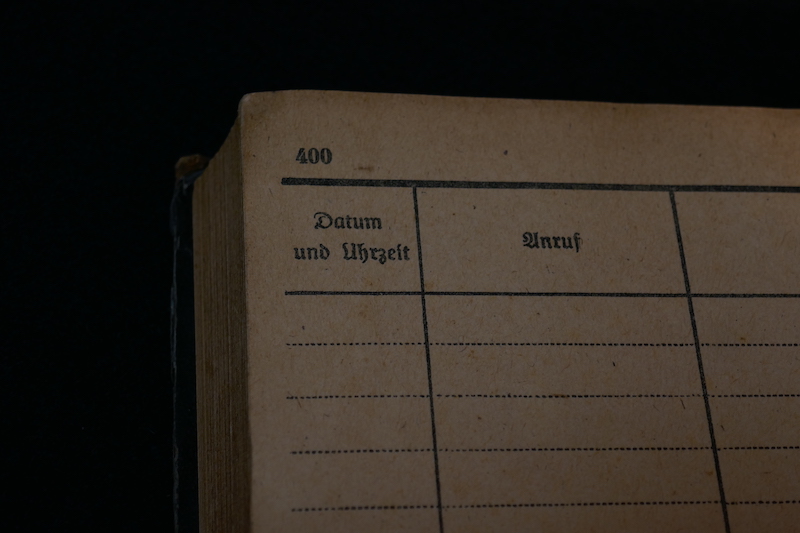 400
Datum
und Uhrzeit
Anruf